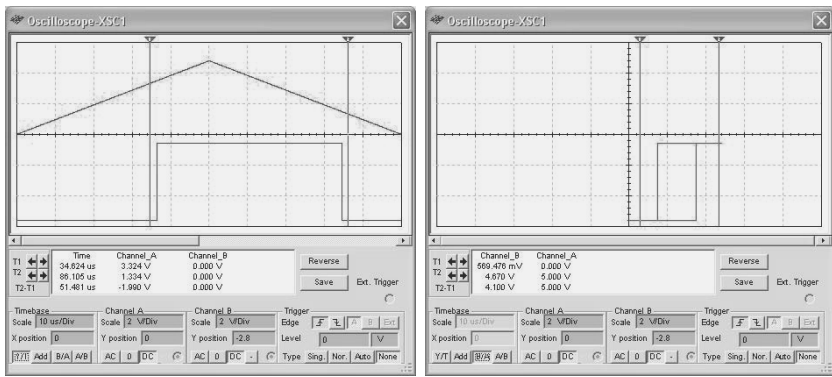 Oscilloscope-XSC1
T1
T2
T2-T1
Time Channel_A Channel_B
34.624 us 3.324 V 0.000 V
86.105 us 1.334 V 0.000 V
51.481 us -1.990 V 0.000 V
Reverse
Save
Ext. Trigger
Timebase
Scale 10 us/Div
X position 0
Y/T Add B/A A/B
Channel A
Scale 2 V/Div
Y position 0
AC 0 DC
Channel B
Scale 2 V/Div
Y position -2.8
AC 0 DC -
Trigger
Edge A B Ext
Level 0 V
Type Sing. Nor. Auto None
Oscilloscope-XSC1
T1
T2
T2-T1
Channel_B Channel_A
569.476 mV 0.000 V
4.670 V 5.000 V
4.100 V 5.000 V
Reverse
Save
Ext. Trigger
Timebase
Scale 10 us/Div
X position 0
Y/T Add B/A A/B
Channel A
Scale 2 V/Div
Y position 0
AC 0 DC
Channel B
Scale 2 V/Div
Y position -2.8
AC 0 DC -
Trigger
Edge A B Ext
Level 0 V
Type Sing. Nor. Auto None